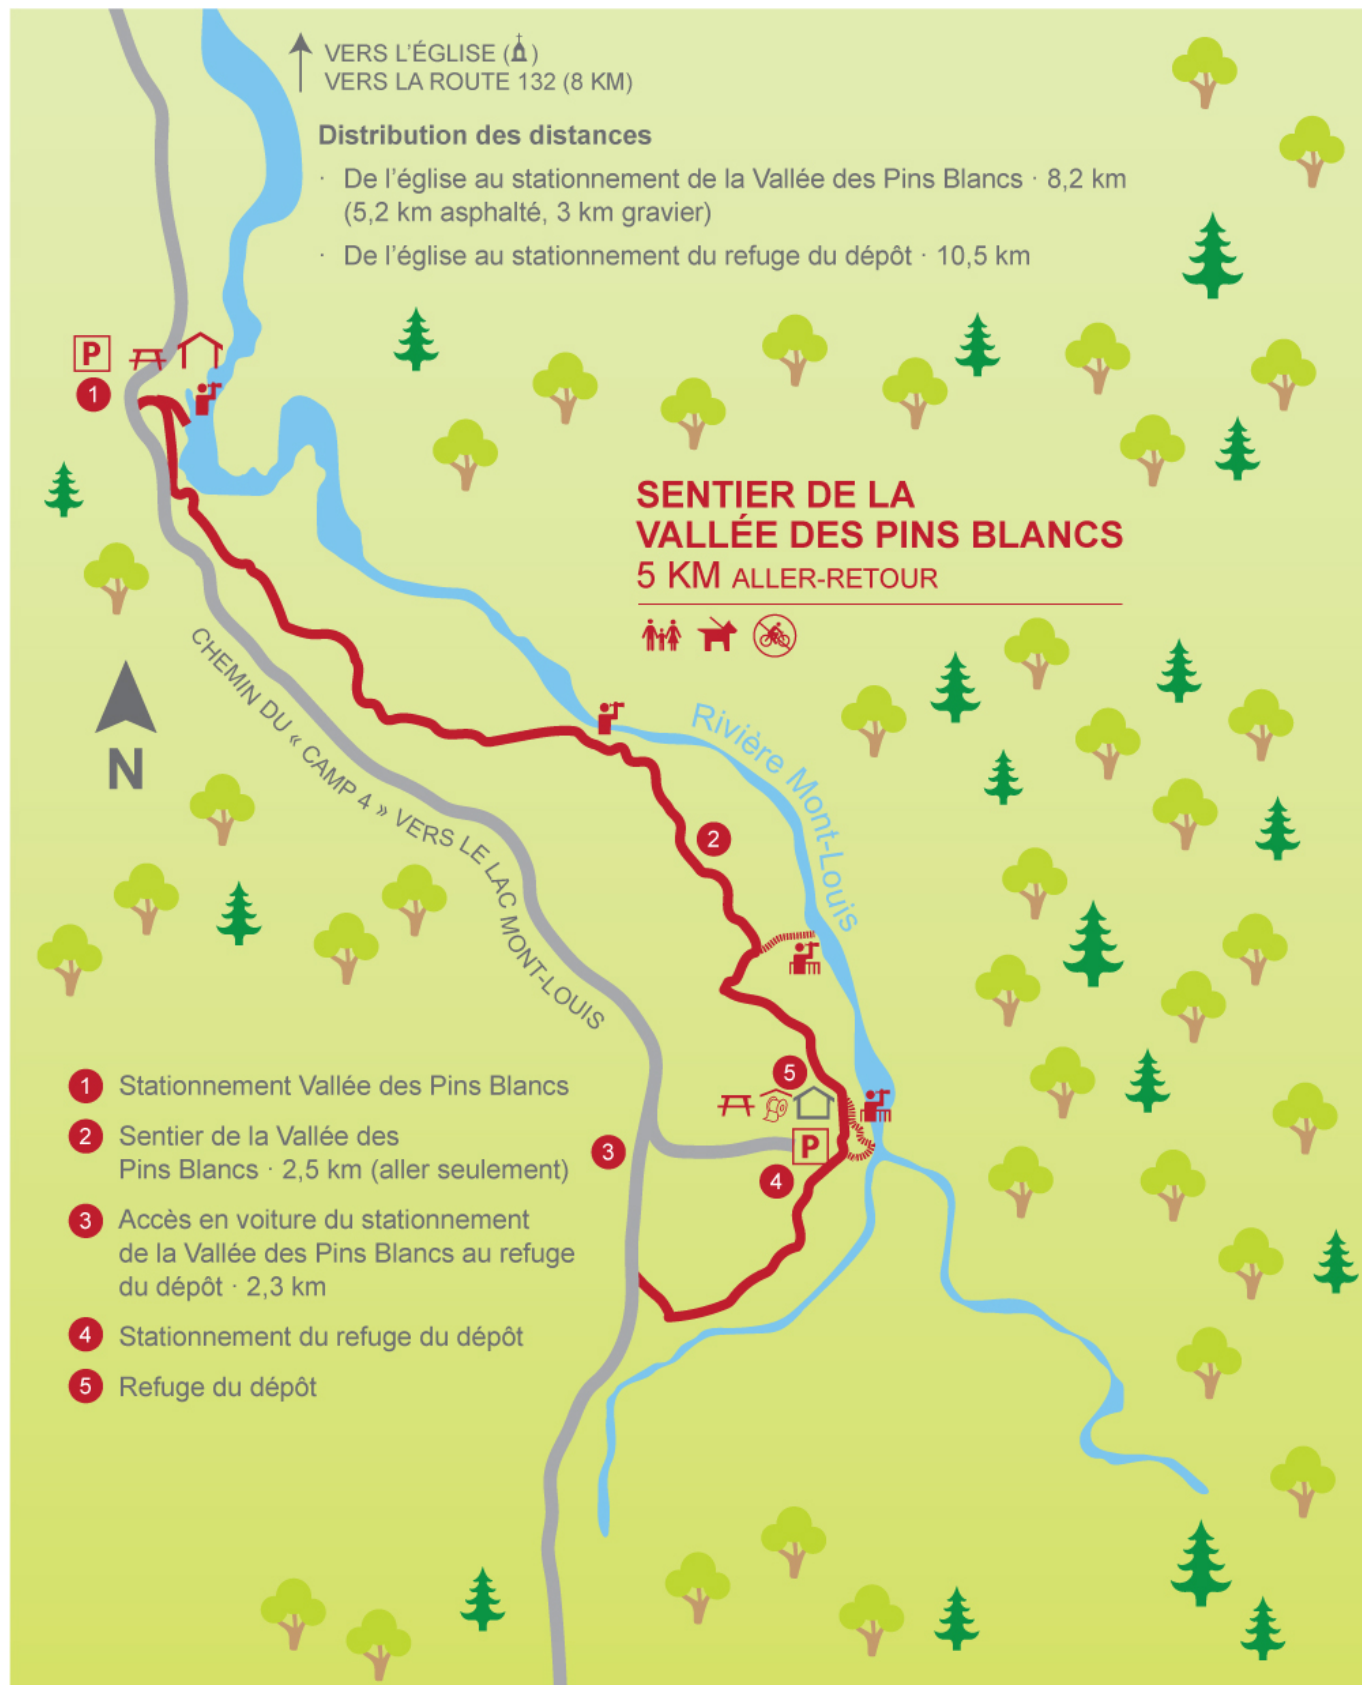 VERS L'ÉGLISE ( )
VERS LA ROUTE 132 (8 KM)
Distribution des distances
· De l'église au stationnement de la Vallée des Pins Blancs · 8,2 km
(5,2 km asphalté, 3 km gravier)
· De l'église au stationnement du refuge du dépôt · 10,5 km
P
1
SENTIER DE LA
VALLÉE DES PINS BLANCS
5 KM ALLER-RETOUR
CHEMIN DU « CAMP 4 » VERS LE LAC MONT-LOUIS
N
Rivière Mont-Louis
2
5
P
3
4
1 Stationnement Vallée des Pins Blancs
2 Sentier de la Vallée des
Pins Blancs · 2,5 km (aller seulement)
3 Accès en voiture du stationnement
de la Vallée des Pins Blancs au refuge
du dépôt · 2,3 km
4 Stationnement du refuge du dépôt
5 Refuge du dépôt